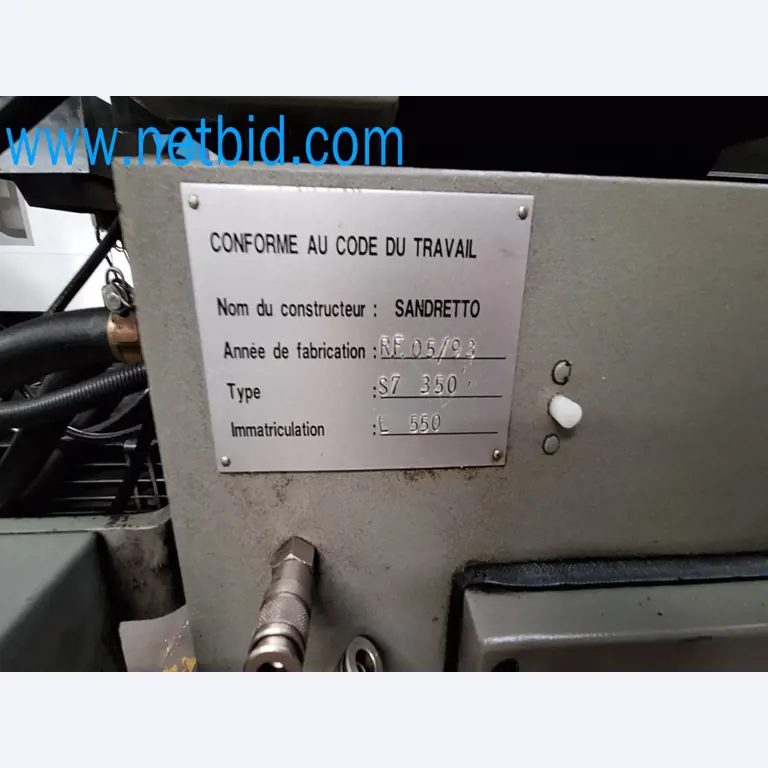 www.netbid.com
CONFORME AU CODE DU TRAVAIL
Nom du constructeur : SANDRETTO
Année de fabrication : RE 05/93
Type : S7 350
Immatriculation : L 550